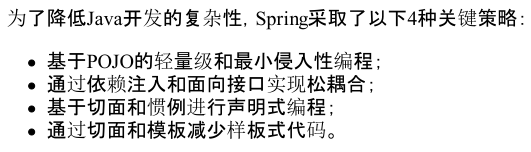 为了降低Java开发的复杂性，Spring采取了以下4种关键策略：
• 基于POJO的轻量级和最小侵入性编程；
• 通过依赖注入和面向接口实现松耦合；
• 基于切面和惯例进行声明式编程；
• 通过切面和模板减少样板式代码。